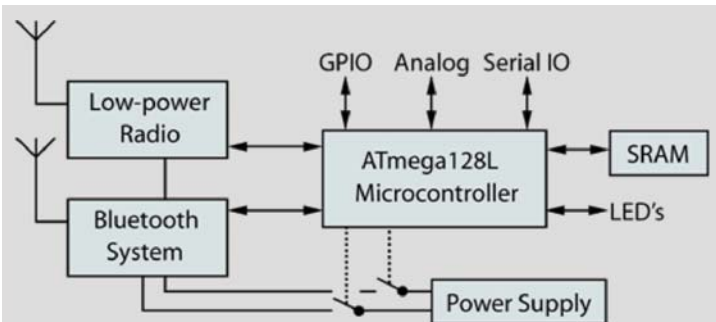 GPIO Analog Serial IO
Low-power
Radio
ATmega128L
Microcontroller
SRAM
LED's
Bluetooth
System
Power Supply